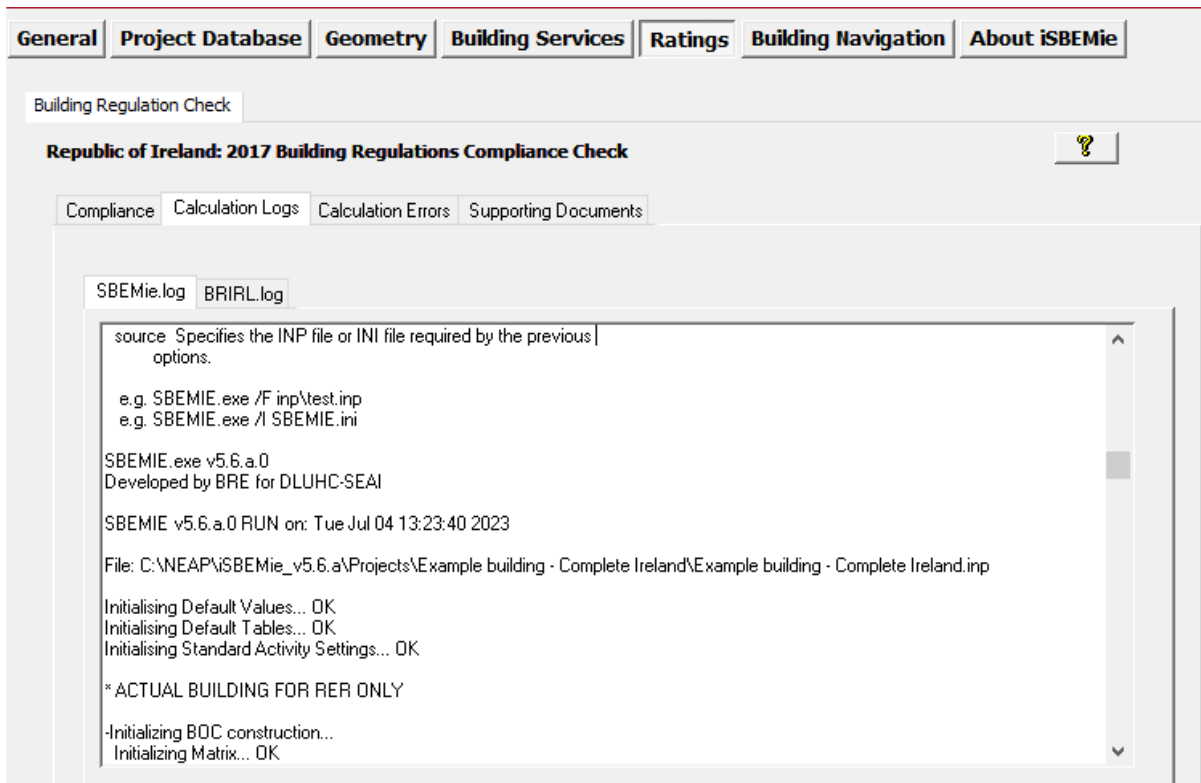 General Project Database Geometry Building Services Ratings Building Navigation About iSBEMie
Building Regulation Check
Republic of Ireland: 2017 Building Regulations Compliance Check
?
Compliance Calculation Logs Calculation Errors Supporting Documents
SBEMie.log BRIRL.log
source Specifies the INP file or INI file required by the previous
options.
e.g. SBEMIE.exe /F inp\test.inp
e.g. SBEMIE.exe /I SBEMIE.ini
SBEMIE.exe v5.6.a.0
Developed by BRE for DLUHC-SEAI
SBEMIE v5.6.a.0 RUN on: Tue Jul 04 13:23:40 2023
File: C:\NEAP\iSBEMie_v5.6.a\Projects\Example building - Complete Ireland\Example building - Complete Ireland.inp
Initialising Default Values... OK
Initialising Default Tables... OK
Initialising Standard Activity Settings... OK
* ACTUAL BUILDING FOR RER ONLY
-Initializing BOC construction...
Initializing Matrix... OK